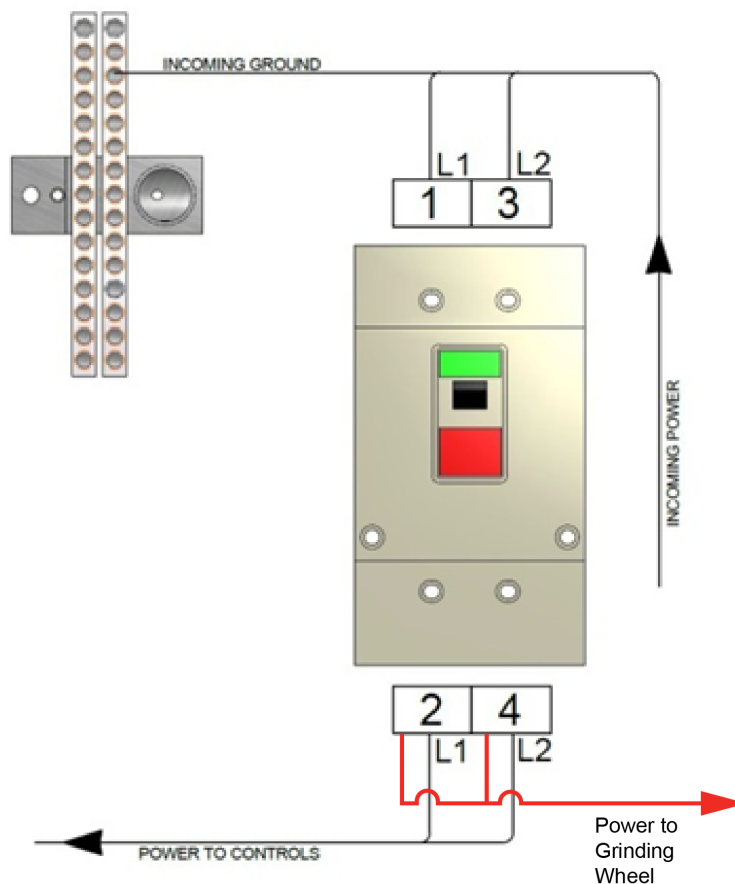 INCOMING GROUND
L1 L2
1 3
INCOMING POWER
2 4
L1 L2
Power to
Grinding
Wheel
POWER TO CONTROLS